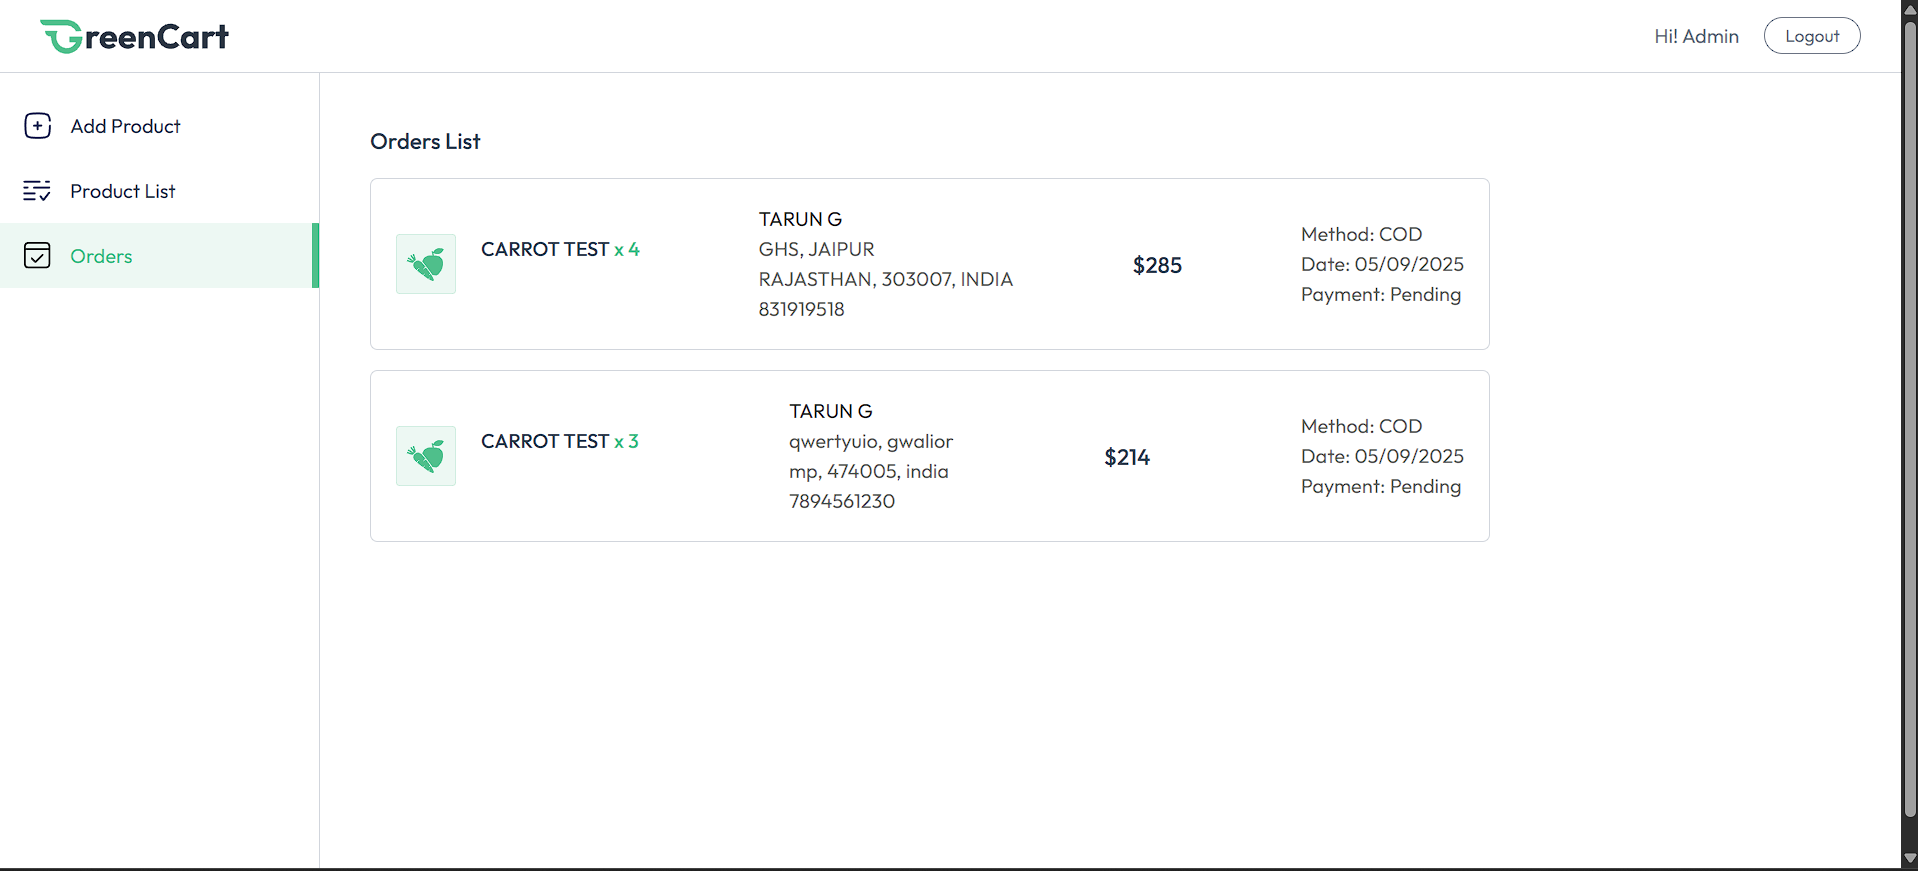 GreenCart
Hi! Admin
Logout
Add Product
Product List
Orders
Orders List
CARROT TEST x 4
TARUN G
GHS, JAIPUR
RAJASTHAN, 303007, INDIA
831919518
$285
Method: COD
Date: 05/09/2025
Payment: Pending
CARROT TEST x 3
TARUN G
qwertyuio, gwalior
mp, 474005, india
7894561230
$214
Method: COD
Date: 05/09/2025
Payment: Pending